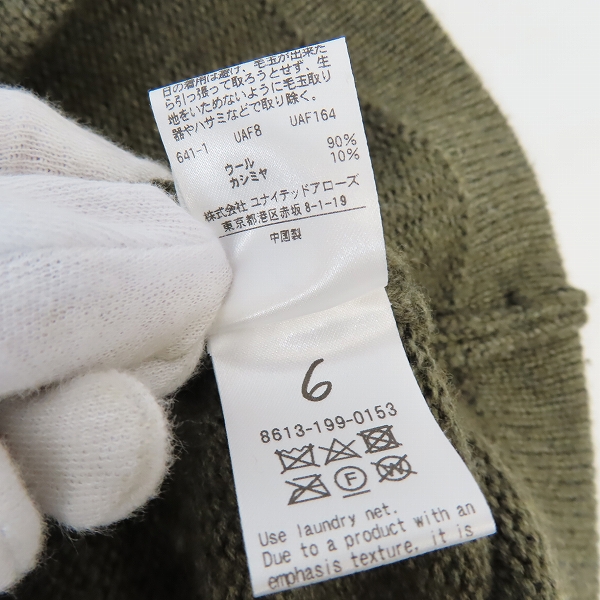 日の着用は避け、毛玉が出来た
ら引っ張って取ろうとせず、生
地をいためないように毛玉取り
器やハサミなどで取り除く。
641-1 UAF8 UAF164
ウール 90%
カシミヤ 10%
株式会社 ユナイテッドアローズ
東京都港区赤坂 8-1-19
中国製
6
8613-199-0153
F W
Use laundry net.
Due to a product with an
emphasis texture, it is